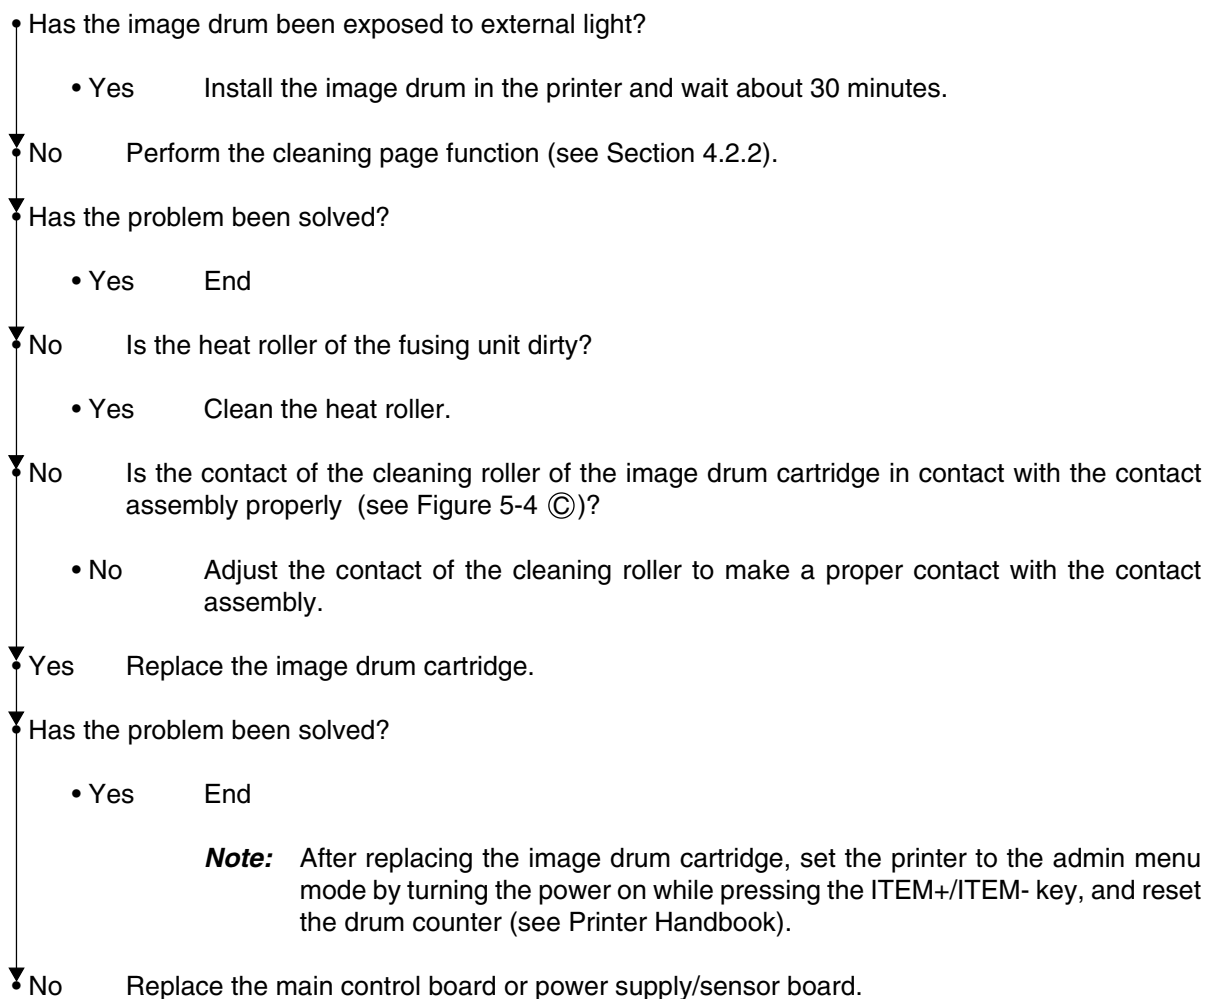 • Has the image drum been exposed to external light?
• Yes Install the image drum in the printer and wait about 30 minutes.
• No Perform the cleaning page function (see Section 4.2.2).
• Has the problem been solved?
• Yes End
• No Is the heat roller of the fusing unit dirty?
• Yes Clean the heat roller.
• No Is the contact of the cleaning roller of the image drum cartridge in contact with the contact
assembly properly (see Figure 5-4 Ⓒ)?
• No Adjust the contact of the cleaning roller to make a proper contact with the contact
assembly.
• Yes Replace the image drum cartridge.
• Has the problem been solved?
• Yes End
Note: After replacing the image drum cartridge, set the printer to the admin menu
mode by turning the power on while pressing the ITEM+/ITEM- key, and reset
the drum counter (see Printer Handbook).
• No Replace the main control board or power supply/sensor board.